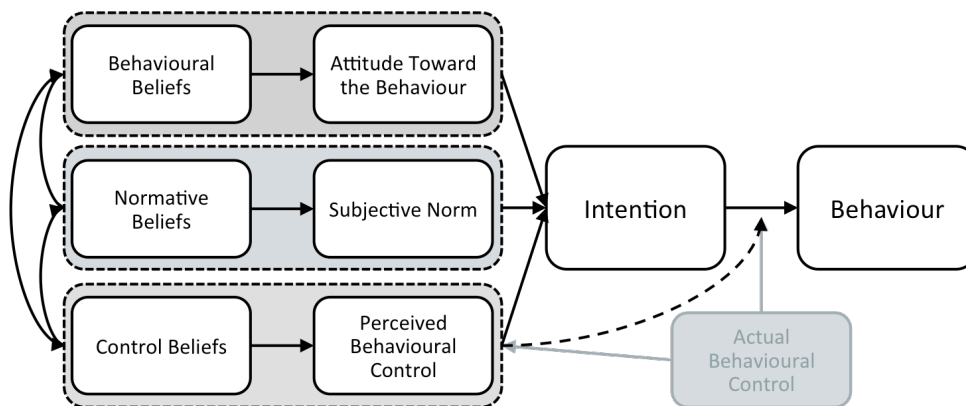 Behavioural
Beliefs
Attitude Toward
the Behaviour
Normative
Beliefs
Subjective Norm
Intention
Behaviour
Control Beliefs
Perceived
Behavioural
Control
Actual
Behavioural
Control